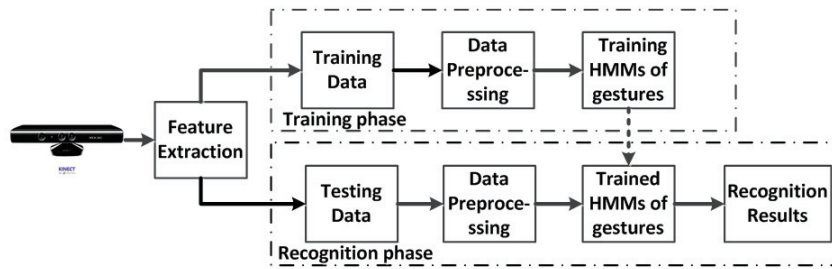 Training
Data
Data
Preproce-
ssing
Training
HMMs of
gestures
Training phase
Feature
Extraction
KINECT
Testing
Data
Data
Preproce-
ssing
Trained
HMMs of
gestures
Recognition
Results
Recognition phase